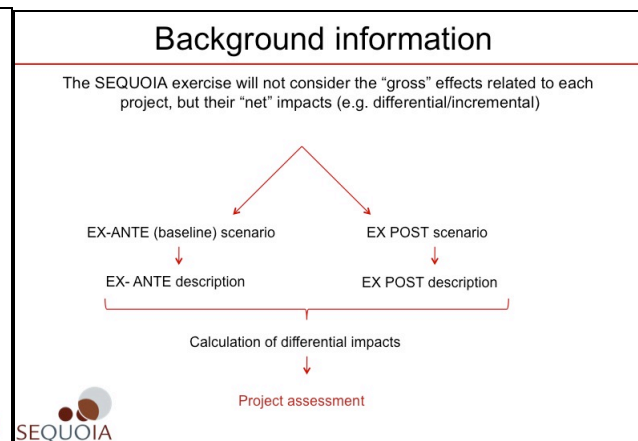 Background information
The SEQUOIA exercise will not consider the “gross” effects related to each
project, but their “net” impacts (e.g. differential/incremental)
EX-ANTE (baseline) scenario
EX POST scenario
EX- ANTE description
EX POST description
Calculation of differential impacts
Project assessment
SEQUOIA